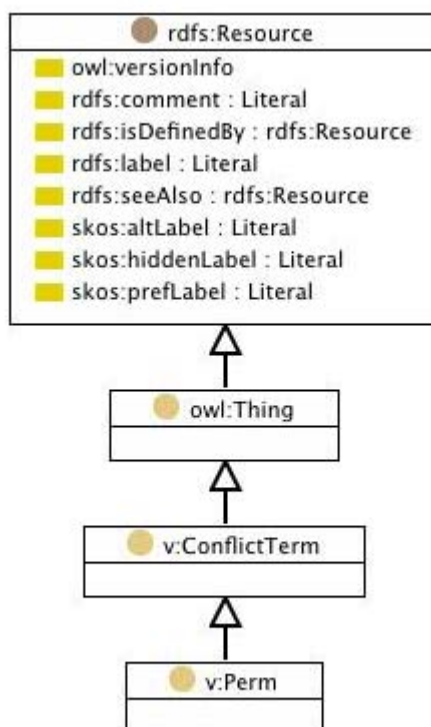 rdfs:Resource
owl:versionInfo
rdfs:comment : Literal
rdfs:isDefinedBy : rdfs:Resource
rdfs:label : Literal
rdfs:seeAlso : rdfs:Resource
skos:altLabel : Literal
skos:hiddenLabel : Literal
skos:prefLabel : Literal
owl:Thing
v:ConflictTerm
v:Perm